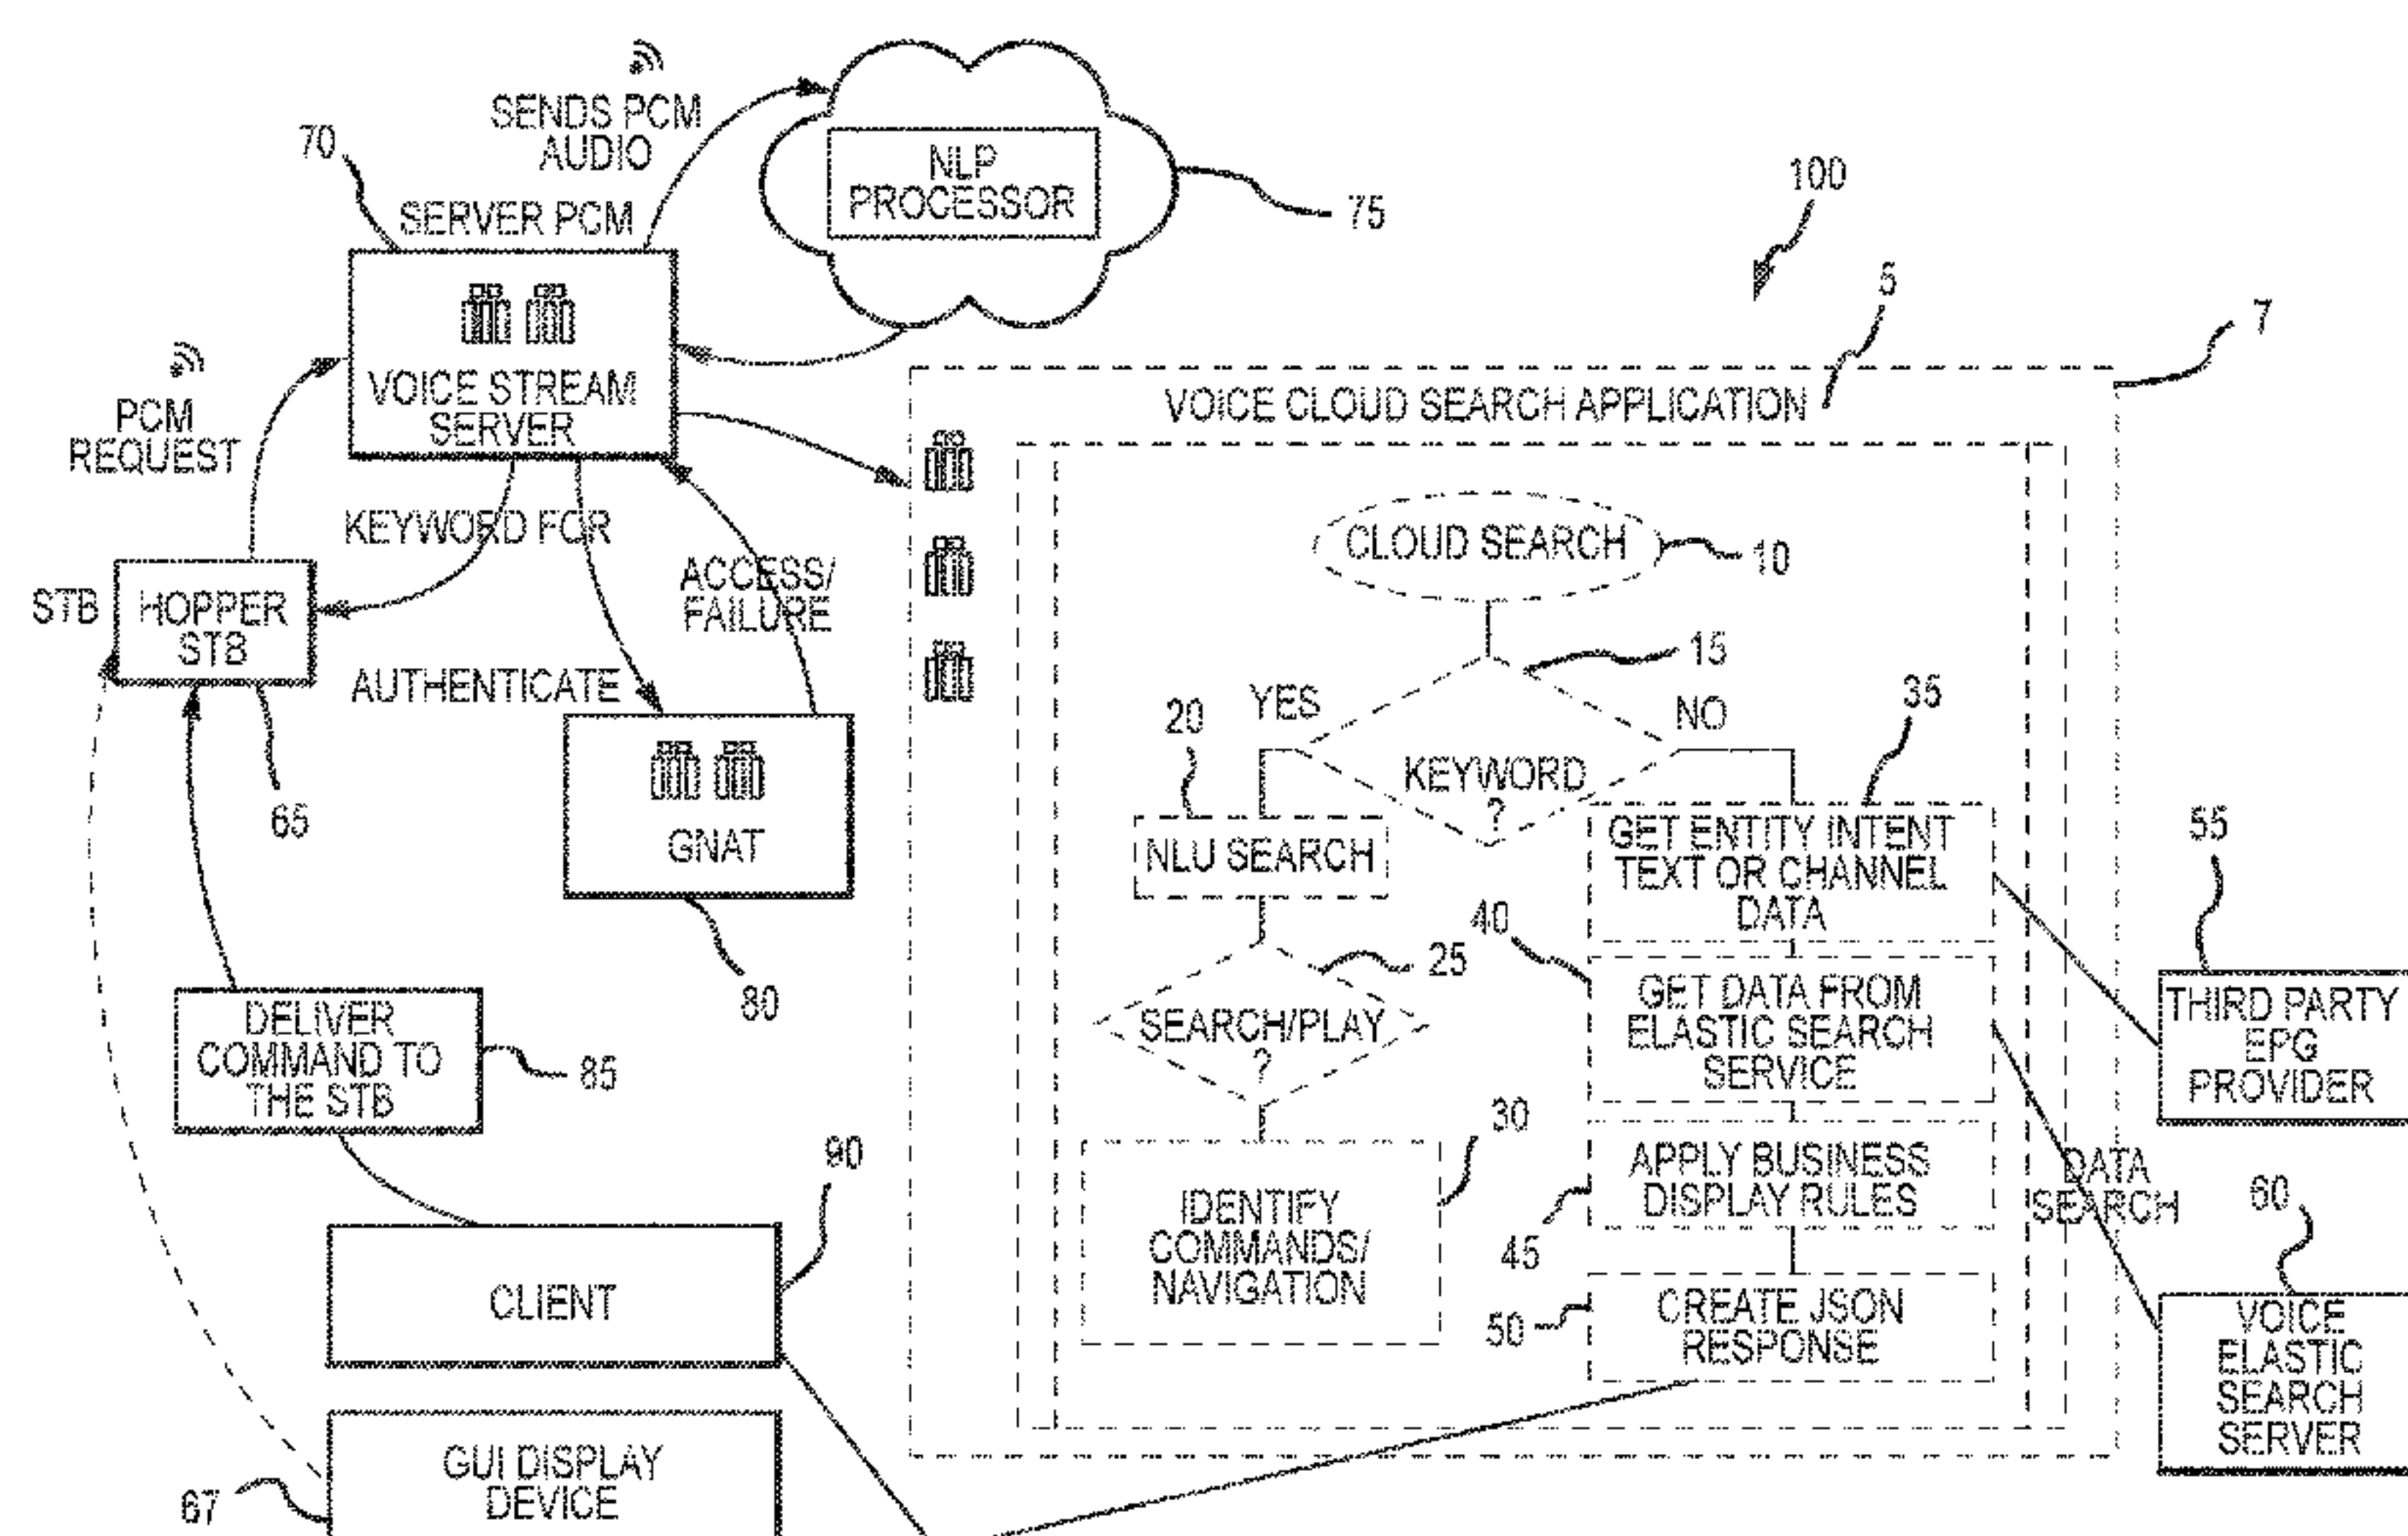 SENDS PCM
AUDIO
70
SERVER PCM
NLP
PROCESSOR
75
100
5
7
VOICE STREAM
SERVER
PCM
REQUEST
VOICE CLOUD SEARCH APPLICATION
KEYWORD FOR
ACCESS/
FAILURE
STB
HOPPER
STB
AUTHENTICATE
65
GNAT
80
CLOUD SEARCH
10
15
YES
NO
20
35
KEYWORD
?
NLU SEARCH
GET ENTITY INTENT
TEXT OR CHANNEL
DATA
55
40
25
SEARCH/PLAY
?
GET DATA FROM
ELASTIC SEARCH
SERVICE
THIRD PARTY
EPG
PROVIDER
DELIVER
COMMAND TO
THE STB
85
30
APPLY BUSINESS
DISPLAY RULES
DATA
SEARCH
60
90
IDENTIFY
COMMANDS/
NAVIGATION
45
CLIENT
50
CREATE JSON
RESPONSE
VOICE
ELASTIC
SEARCH
SERVER
GUI DISPLAY
DEVICE
67